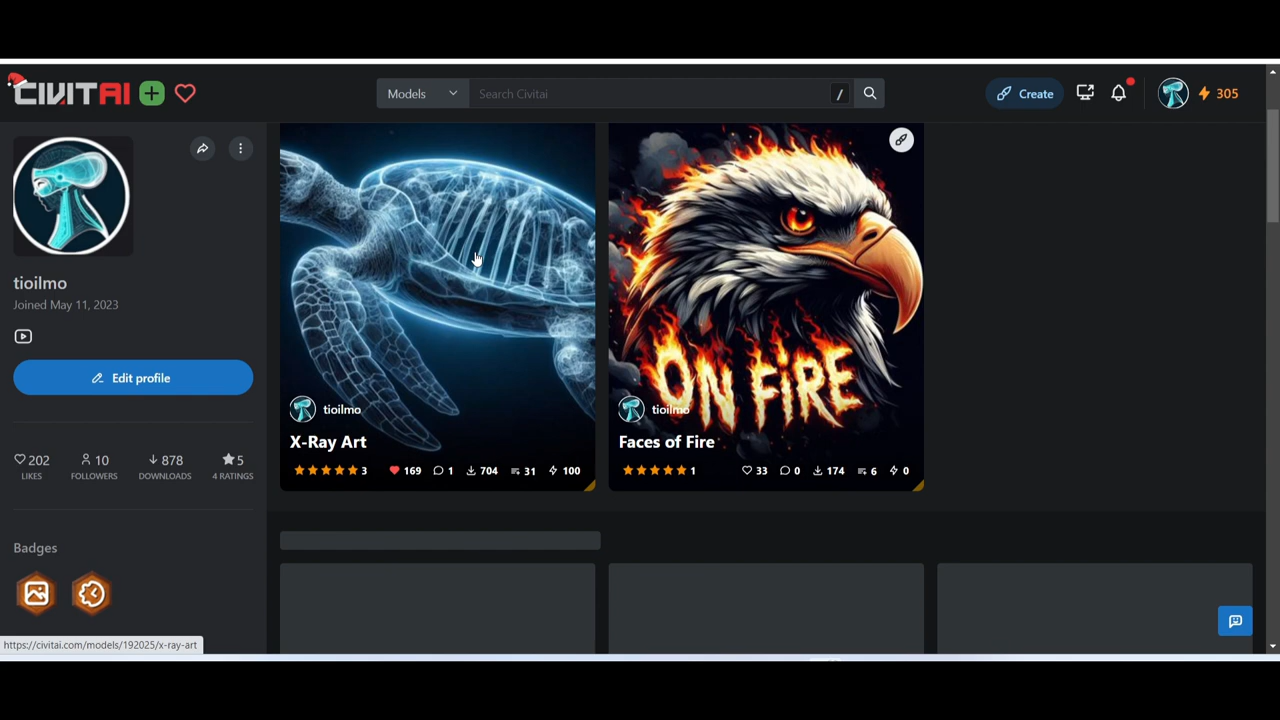 CIVITAI
Models
Search Civitai
/
Create
305
tioilmo
Joined May 11, 2023
Edit profile
202
10
878
5
LIKES
FOLLOWERS
DOWNLOADS
4 RATINGS
Badges
tioilmo
X-Ray Art
3
169
1
704
31
100
ON FIRE
tioilmo
Faces of Fire
1
33
0
174
6
0
https://civitai.com/models/192025/x-ray-art